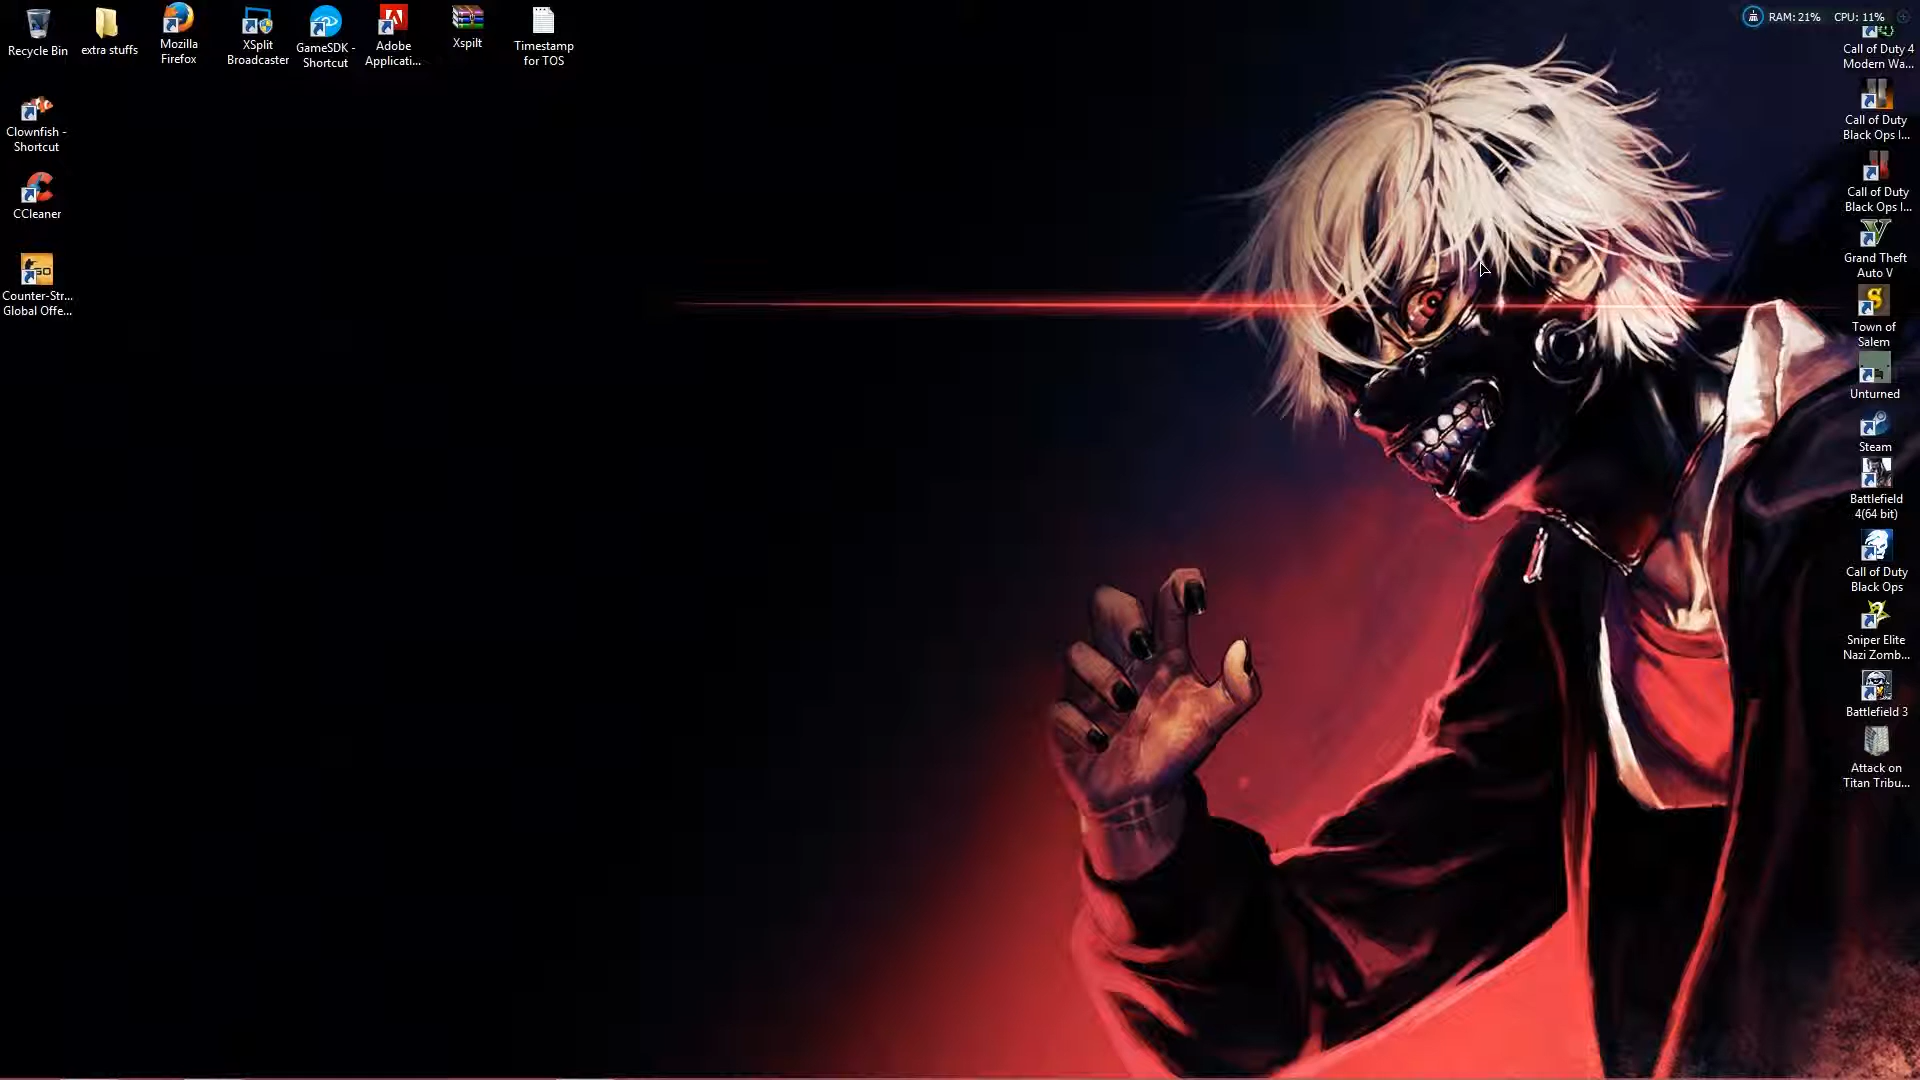 Recycle Bin
extra stuffs
Mozilla
Firefox
XSplit
Broadcaster
GameSDK -
Shortcut
Adobe
Applicati...
Xspilt
Timestamp
for TOS
RAM: 21%
CPU: 11%
Clownfish -
Shortcut
CCleaner
GO
Counter-Str...
Global Offe...
Call of Duty 4
Modern Wa...
Call of Duty
Black Ops I...
Call of Duty
Black Ops I...
Grand Theft
Auto V
Town of
Salem
Unturned
Steam
Battlefield
4(64 bit)
Call of Duty
Black Ops
Sniper Elite
Nazi Zomb...
Battlefield 3
Attack on
Titan Tribu...